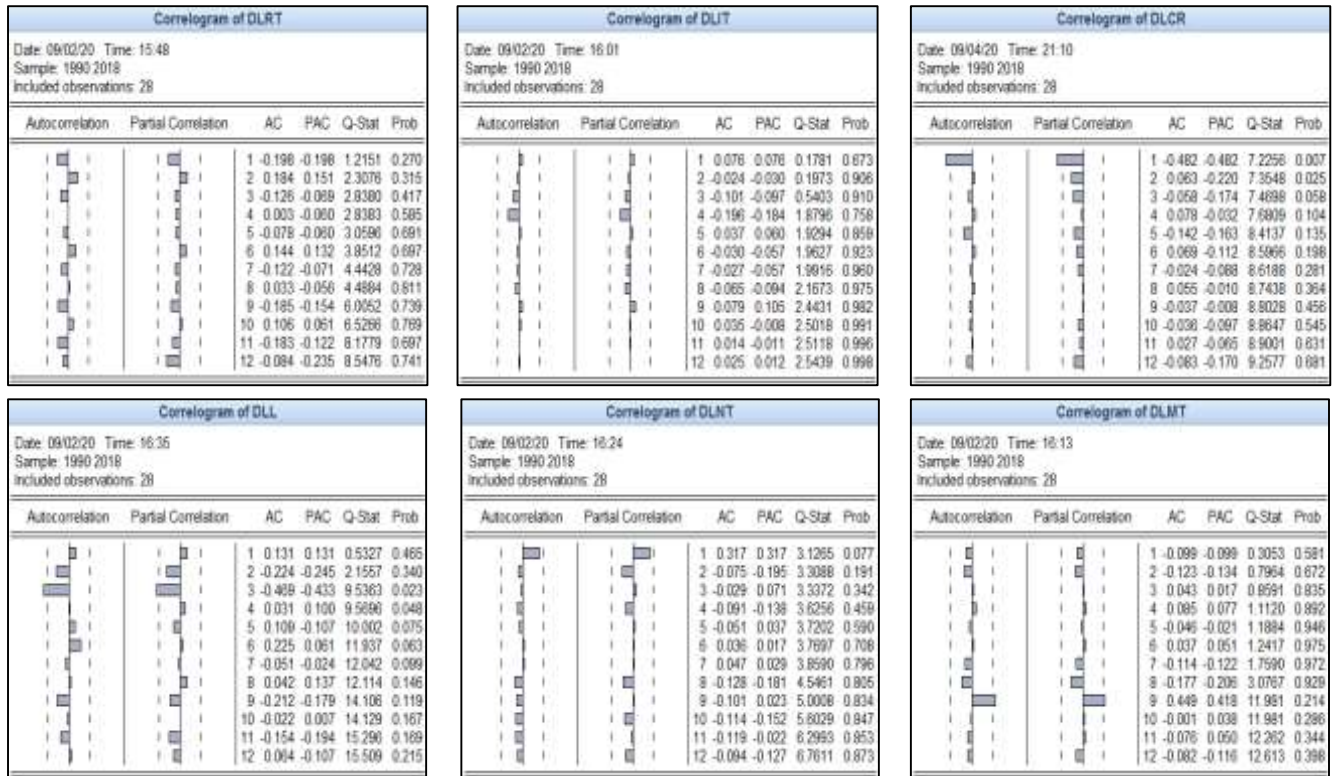 Correlogram of DLRT
Date: 09/02/20 Time: 15:48
Sample: 1990 2018
Included observations: 28
Autocorrelation Partial Correlation AC PAC Q-Stat Prob
1 -0.198 -0.198 1.2151 0.270
2 0.184 0.151 2.3076 0.315
3 -0.126 -0.069 2.8380 0.417
4 0.003 -0.060 2.8383 0.585
5 -0.078 -0.060 3.0596 0.691
6 0.144 0.132 3.8512 0.697
7 -0.122 -0.071 4.4428 0.728
8 0.033 -0.056 4.4884 0.811
9 -0.185 -0.154 6.0052 0.739
10 0.106 0.061 6.5266 0.769
11 -0.183 -0.122 8.1779 0.697
12 -0.084 -0.235 8.5476 0.741
Correlogram of DLIT
Date: 09/02/20 Time: 16:01
Sample: 1990 2018
Included observations: 28
Autocorrelation Partial Correlation AC PAC Q-Stat Prob
1 0.076 0.076 0.1781 0.673
2 -0.024 -0.030 0.1973 0.906
3 -0.101 -0.097 0.5403 0.910
4 -0.196 -0.184 1.8796 0.758
5 0.037 0.060 1.9294 0.859
6 -0.030 -0.057 1.9627 0.923
7 -0.027 -0.057 1.9916 0.960
8 -0.065 -0.094 2.1673 0.975
9 0.079 0.105 2.4431 0.982
10 0.035 -0.008 2.5018 0.991
11 0.014 -0.011 2.5118 0.996
12 0.025 0.012 2.5439 0.998
Correlogram of DLCR
Date: 09/04/20 Time: 21:10
Sample: 1990 2018
Included observations: 28
Autocorrelation Partial Correlation AC PAC Q-Stat Prob
1 -0.482 -0.482 7.2256 0.007
2 0.063 -0.220 7.3548 0.025
3 -0.058 -0.174 7.4698 0.058
4 0.078 -0.032 7.6809 0.104
5 -0.142 -0.163 8.4137 0.135
6 0.069 -0.112 8.5966 0.198
7 -0.024 -0.088 8.6188 0.281
8 0.055 -0.010 8.7438 0.364
9 -0.037 -0.008 8.8028 0.456
10 -0.036 -0.097 8.8647 0.545
11 0.027 -0.065 8.9001 0.631
12 -0.083 -0.170 9.2577 0.681
Correlogram of DLL
Date: 09/02/20 Time: 16:35
Sample: 1990 2018
Included observations: 28
Autocorrelation Partial Correlation AC PAC Q-Stat Prob
1 0.131 0.131 0.5327 0.465
2 -0.224 -0.245 2.1557 0.340
3 -0.469 -0.433 9.5363 0.023
4 0.031 0.100 9.5696 0.048
5 0.109 -0.107 10.002 0.075
6 0.225 0.061 11.937 0.063
7 -0.051 -0.024 12.042 0.099
8 0.042 0.137 12.114 0.146
9 -0.212 -0.179 14.106 0.119
10 -0.022 0.007 14.129 0.167
11 -0.154 -0.194 15.296 0.169
12 0.064 -0.107 15.509 0.215
Correlogram of DLNT
Date: 09/02/20 Time: 16:24
Sample: 1990 2018
Included observations: 28
Autocorrelation Partial Correlation AC PAC Q-Stat Prob
1 0.317 0.317 3.1265 0.077
2 -0.075 -0.195 3.3088 0.191
3 -0.029 0.071 3.3372 0.342
4 -0.091 -0.138 3.6256 0.459
5 -0.051 0.037 3.7202 0.590
6 0.036 0.017 3.7697 0.708
7 0.047 0.029 3.8590 0.796
8 -0.128 -0.181 4.5461 0.805
9 -0.101 0.023 5.0008 0.834
10 -0.114 -0.152 5.6029 0.847
11 -0.119 -0.022 6.2993 0.853
12 -0.094 -0.127 6.7611 0.873
Correlogram of DLMT
Date: 09/02/20 Time: 16:13
Sample: 1990 2018
Included observations: 28
Autocorrelation Partial Correlation AC PAC Q-Stat Prob
1 -0.099 -0.099 0.3053 0.581
2 -0.123 -0.134 0.7964 0.672
3 0.043 0.017 0.8591 0.835
4 0.085 0.077 1.1120 0.892
5 -0.046 -0.021 1.1884 0.946
6 0.037 0.051 1.2417 0.975
7 -0.114 -0.122 1.7590 0.972
8 -0.177 -0.206 3.0767 0.929
9 0.449 0.418 11.981 0.214
10 -0.001 0.038 11.981 0.286
11 -0.076 0.050 12.262 0.344
12 -0.082 -0.116 12.613 0.398